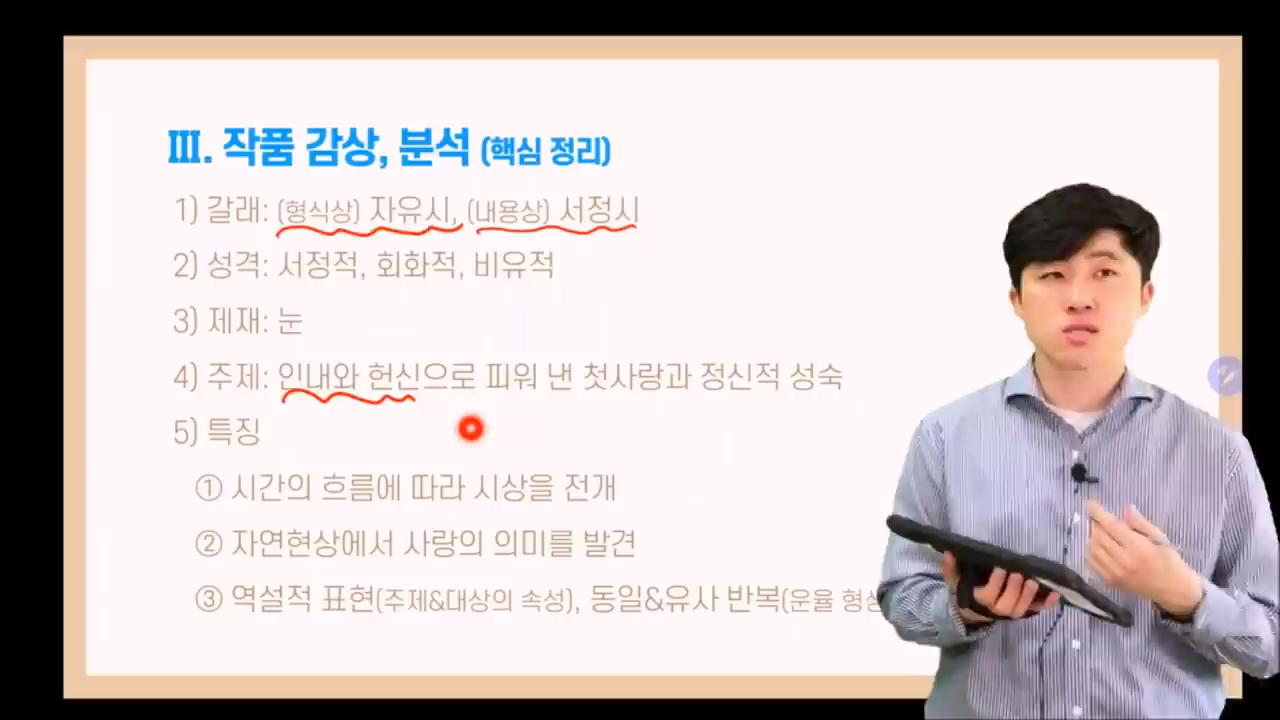 Ⅲ. 작품 감상, 분석 (핵심 정리)
1) 갈래: (형식상) 자유시, (내용상) 서정시
2) 성격: 서정적, 회화적, 비유적
3) 제재: 눈
4) 주제: 인내와 헌신으로 피워 낸 첫사랑과 정신적 성숙
5) 특징
① 시간의 흐름에 따라 시상을 전개
② 자연현상에서 사랑의 의미를 발견
③ 역설적 표현(주제&대상의 속성), 동일&유사 반복(운율